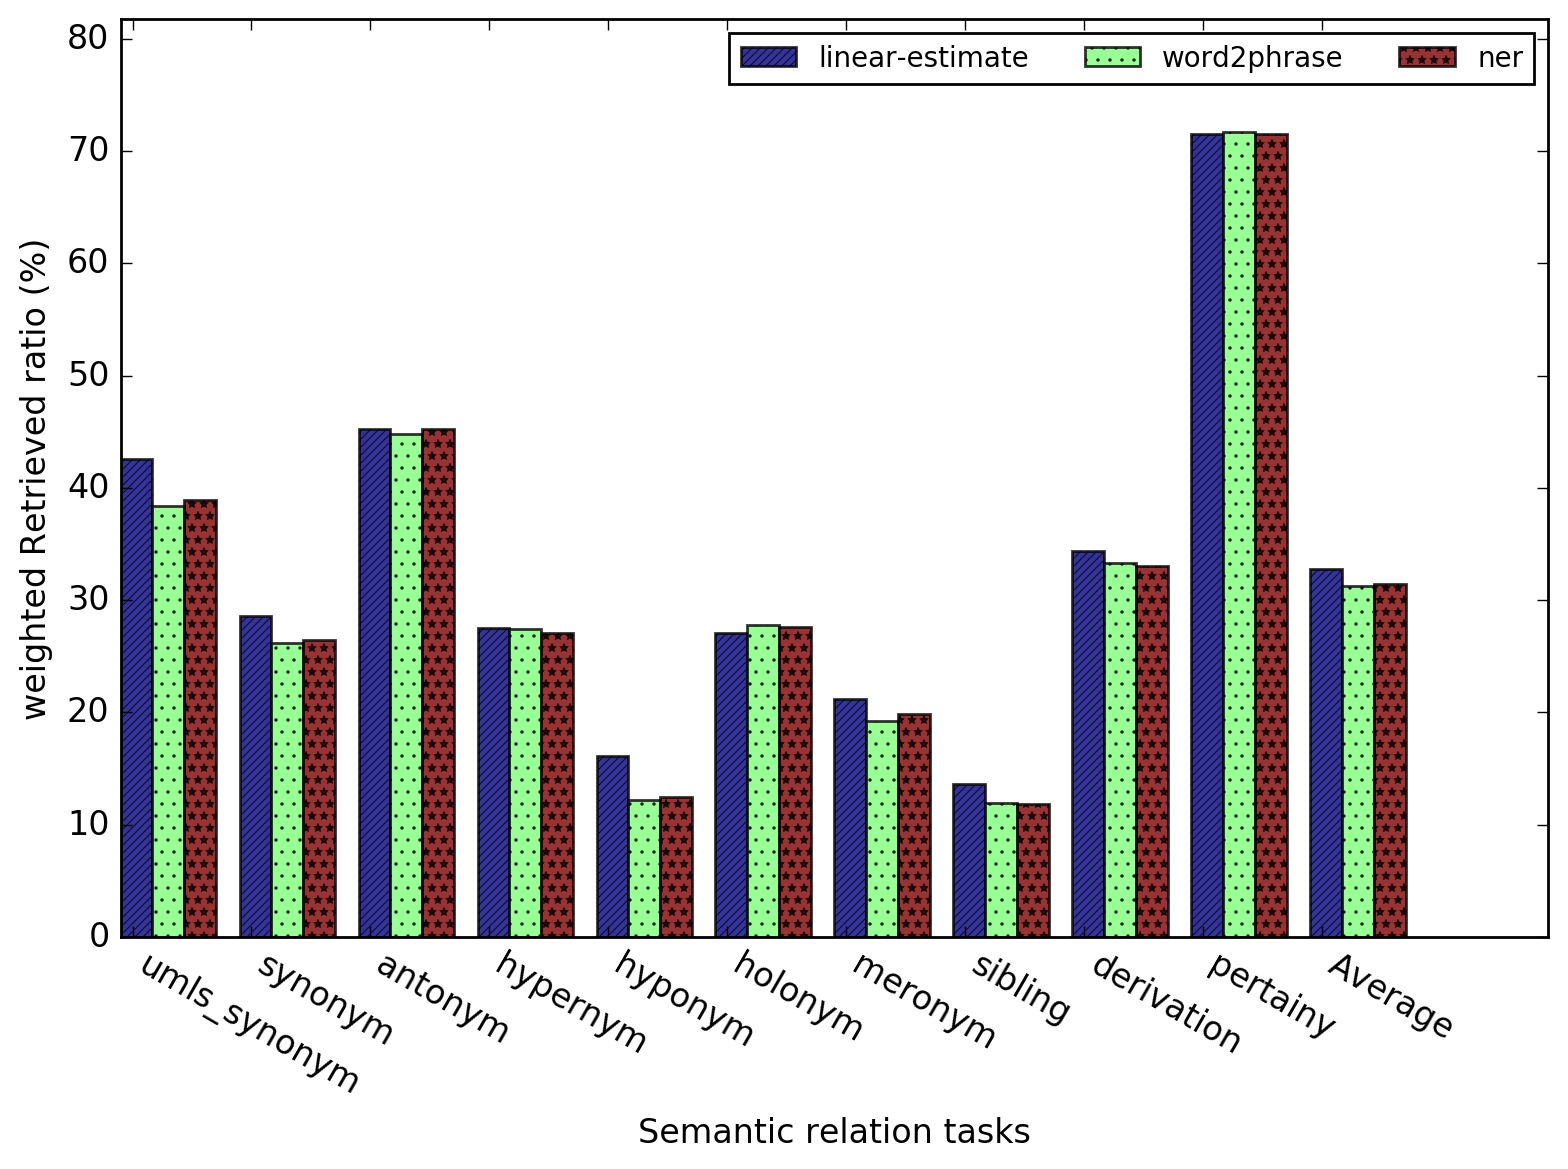 linear-estimate word2phrase ner
weighted Retrieved ratio (%)
80
70
60
50
40
30
20
10
0
umls_synonym
synonym
antonym
hypernym
hyponym
holonym
meronym
sibling
derivation
pertainy
Average
Semantic relation tasks